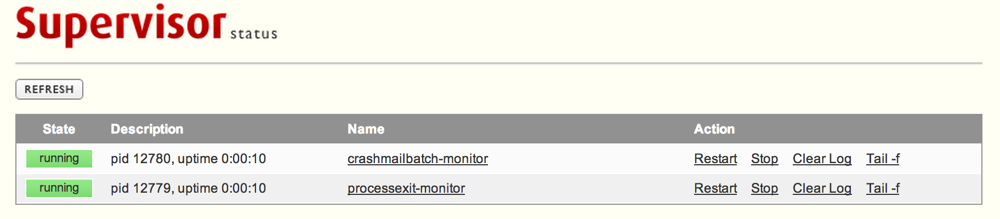 Supervisor status
REFRESH
State Description Name Action
running pid 12780, uptime 0:00:10 crashmailbatch-monitor Restart Stop Clear Log Tail -f
running pid 12779, uptime 0:00:10 processexit-monitor Restart Stop Clear Log Tail -f